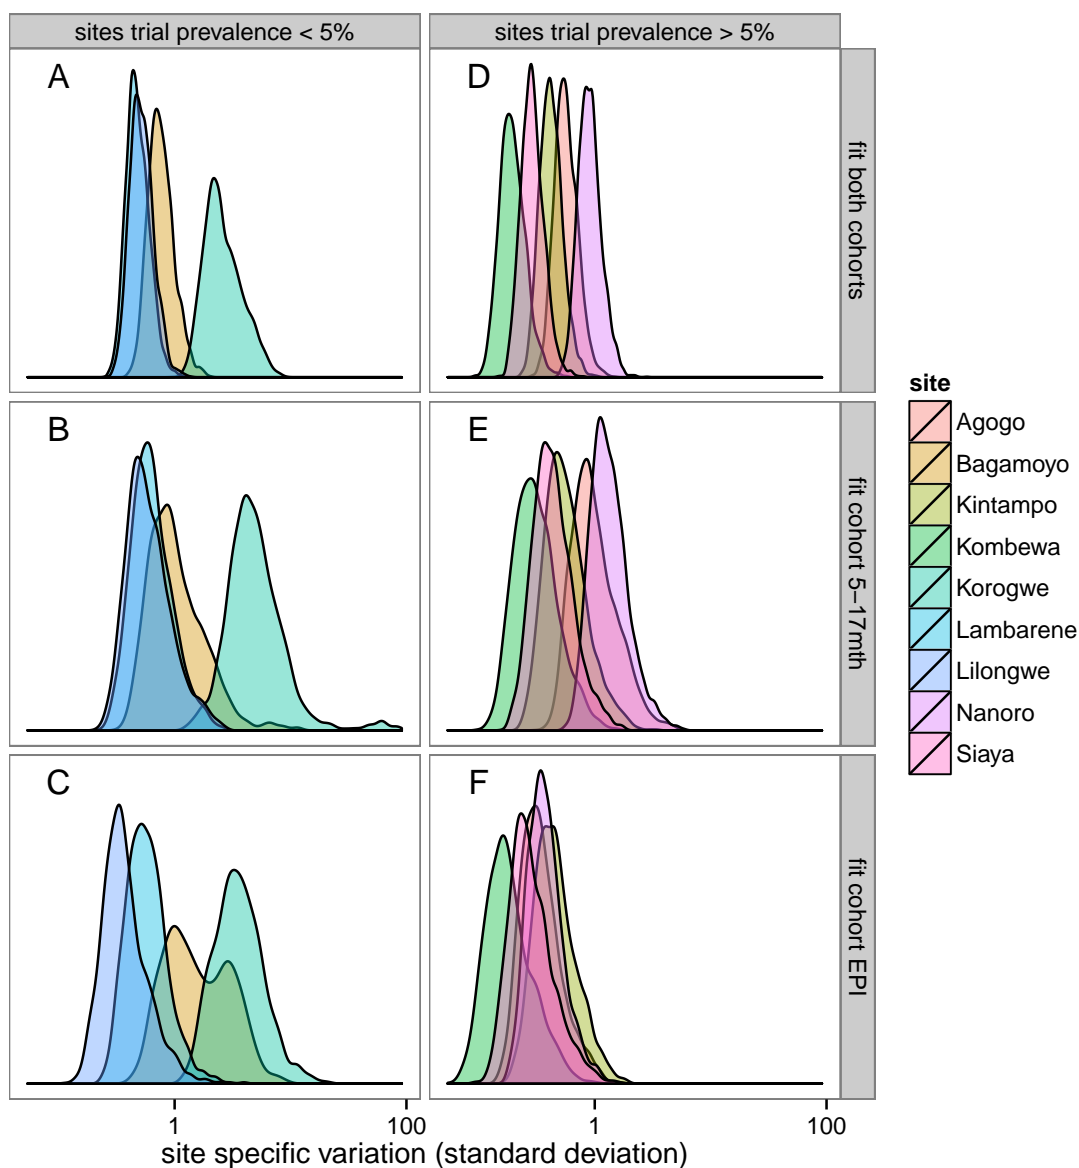 sites trial prevalence < 5%
sites trial prevalence > 5%
A
D
fit both cohorts
B
E
fit cohort 5−17mth
C
F
fit cohort EPI
site
Agogo
Bagamoyo
Kintampo
Kombewa
Korogwe
Lambarene
Lilongwe
Nanoro
Siaya
1
100
1
100
site specific variation (standard deviation)